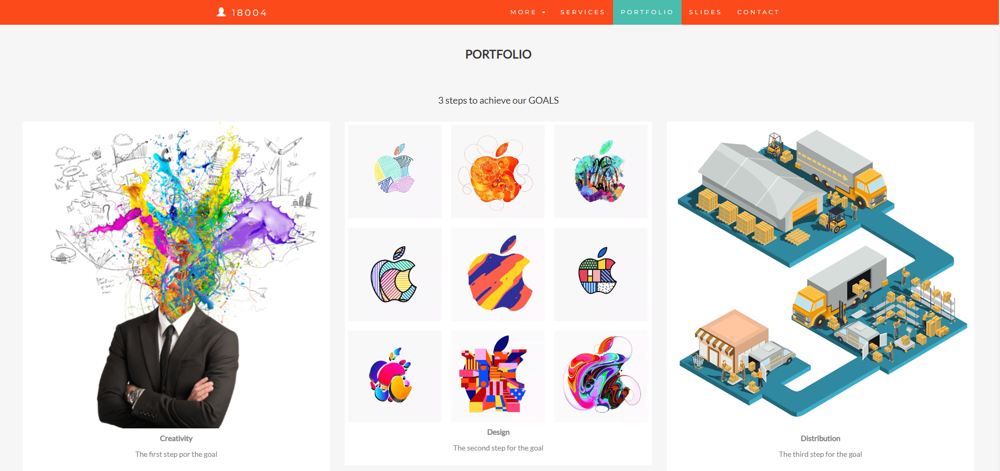 18004
MORE
SERVICES
PORTFOLIO
SLIDES
CONTACT
PORTFOLIO
3 steps to achieve our GOALS
Creativity
The first step por the goal
Design
The second step for the goal
Distribution
The third step for the goal